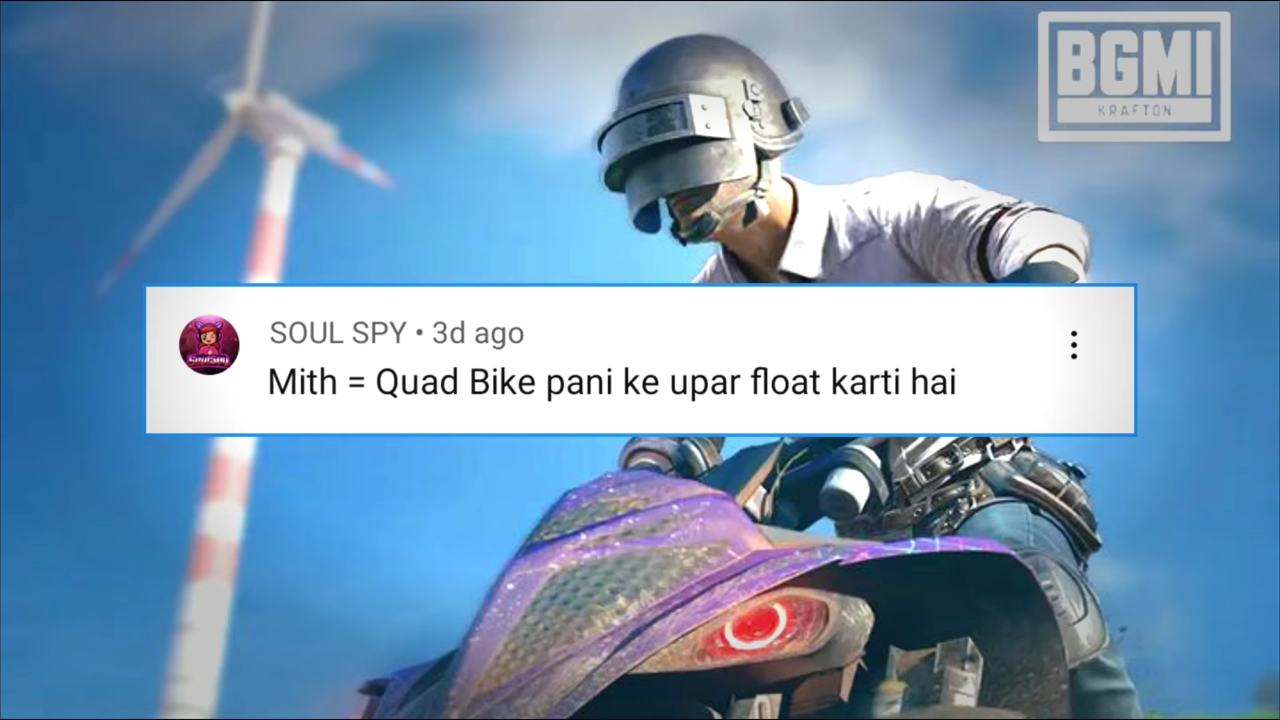 BGMI
KRAFTON
SOUL SPY • 3d ago
Mith = Quad Bike pani ke upar float karti hai